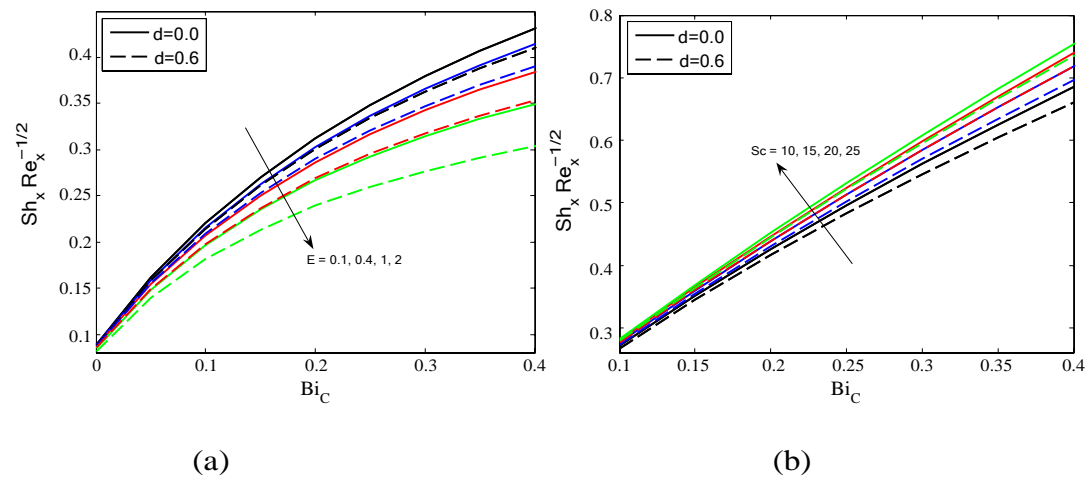 d=0.0
d=0.6
0.4
0.35
0.3
0.25
0.2
0.15
0.1
Sh_x Re_x^{-1/2}
E = 0.1, 0.4, 1, 2
0 0.1 0.2 0.3 0.4
Bi_C
(a)
d=0.0
d=0.6
0.8
0.7
0.6
0.5
0.4
0.3
Sh_x Re_x^{-1/2}
Sc = 10, 15, 20, 25
0.1 0.15 0.2 0.25 0.3 0.35 0.4
Bi_C
(b)